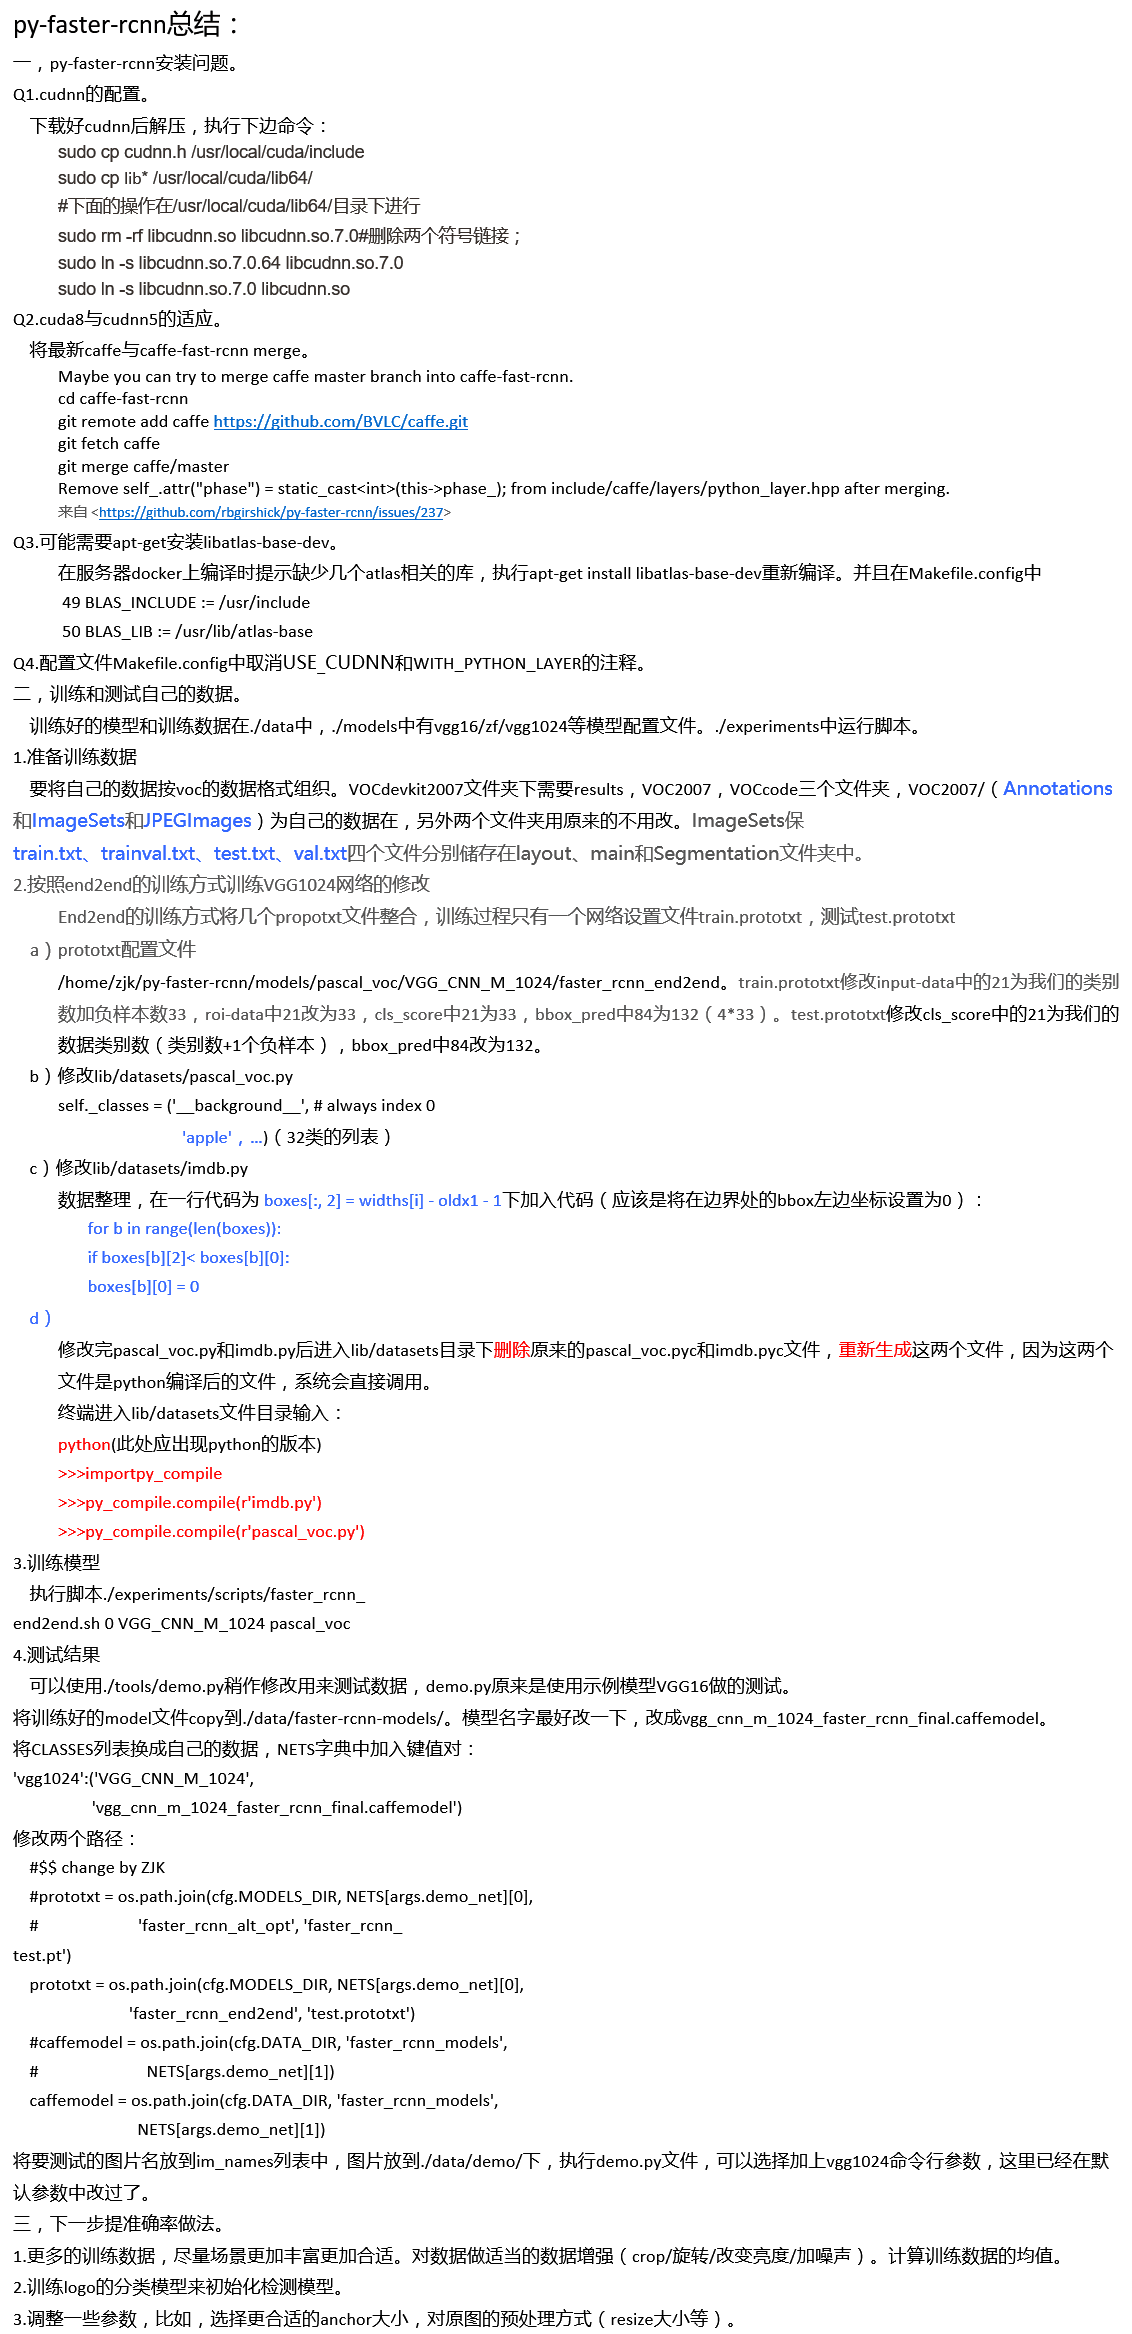 py-faster-rcnn总结：
一，py-faster-rcnn安装问题。
Q1.cudnn的配置。
下载好cudnn后解压，执行下边命令：
sudo cp cudnn.h /usr/local/cuda/include
sudo cp lib* /usr/local/cuda/lib64/
#下面的操作在/usr/local/cuda/lib64/目录下进行
sudo rm -rf libcudnn.so libcudnn.so.7.0#删除两个符号链接；
sudo ln -s libcudnn.so.7.0.64 libcudnn.so.7.0
sudo ln -s libcudnn.so.7.0 libcudnn.so
Q2.cuda8与cudnn5的适应。
将最新caffe与caffe-fast-rcnn merge。
Maybe you can try to merge caffe master branch into caffe-fast-rcnn.
cd caffe-fast-rcnn
git remote add caffe https://github.com/BVLC/caffe.git
git fetch caffe
git merge caffe/master
Remove self_.attr("phase") = static_cast<int>(this->phase_); from include/caffe/layers/python_layer.hpp after merging.
来自 <https://github.com/rbgirshick/py-faster-rcnn/issues/237>
Q3.可能需要apt-get安装libatlas-base-dev。
在服务器docker上编译时提示缺少几个atlas相关的库，执行apt-get install libatlas-base-dev重新编译。并且在Makefile.config中
49 BLAS_INCLUDE := /usr/include
50 BLAS_LIB := /usr/lib/atlas-base
Q4.配置文件Makefile.config中取消USE_CUDNN和WITH_PYTHON_LAYER的注释。
二，训练和测试自己的数据。
训练好的模型和训练数据在./data中，./models中有vgg16/zf/vgg1024等模型配置文件。./experiments中运行脚本。
1.准备训练数据
要将自己的数据按voc的数据格式组织。VOCdevkit2007文件夹下需要results，VOC2007，VOCcode三个文件夹，VOC2007/（Annotations
和ImageSets和JPEGImages）为自己的数据在，另外两个文件夹用原来的不用改。ImageSets保
train.txt、trainval.txt、test.txt、val.txt四个文件分别储存在layout、main和Segmentation文件夹中。
2.按照end2end的训练方式训练VGG1024网络的修改
End2end的训练方式将几个propotxt文件整合，训练过程只有一个网络设置文件train.prototxt，测试test.prototxt
a）prototxt配置文件
/home/zjk/py-faster-rcnn/models/pascal_voc/VGG_CNN_M_1024/faster_rcnn_end2end。train.prototxt修改input-data中的21为我们的类别
数加负样本数33，roi-data中21改为33，cls_score中21为33，bbox_pred中84为132（4*33）。test.prototxt修改cls_score中的21为我们的
数据类别数（类别数+1个负样本），bbox_pred中84改为132。
b）修改lib/datasets/pascal_voc.py
self._classes = ('__background__', # always index 0
'apple'，...)（32类的列表）
c）修改lib/datasets/imdb.py
数据整理，在一行代码为 boxes[:, 2] = widths[i] - oldx1 - 1下加入代码（应该是将在边界处的bbox左边坐标设置为0）：
for b in range(len(boxes)):
if boxes[b][2]< boxes[b][0]:
boxes[b][0] = 0
d）
修改完pascal_voc.py和imdb.py后进入lib/datasets目录下删除原来的pascal_voc.pyc和imdb.pyc文件，重新生成这两个文件，因为这两个
文件是python编译后的文件，系统会直接调用。
终端进入lib/datasets文件目录输入：
python(此处应出现python的版本)
>>>importpy_compile
>>>py_compile.compile(r'imdb.py')
>>>py_compile.compile(r'pascal_voc.py')
3.训练模型
执行脚本./experiments/scripts/faster_rcnn_
end2end.sh 0 VGG_CNN_M_1024 pascal_voc
4.测试结果
可以使用./tools/demo.py稍作修改用来测试数据，demo.py原来是使用示例模型VGG16做的测试。
将训练好的model文件copy到./data/faster-rcnn-models/。模型名字最好改一下，改成vgg_cnn_m_1024_faster_rcnn_final.caffemodel。
将CLASSES列表换成自己的数据，NETS字典中加入键值对：
'vgg1024':('VGG_CNN_M_1024',
'vgg_cnn_m_1024_faster_rcnn_final.caffemodel')
修改两个路径：
#$$ change by ZJK
#prototxt = os.path.join(cfg.MODELS_DIR, NETS[args.demo_net][0],
# 'faster_rcnn_alt_opt', 'faster_rcnn_
test.pt')
prototxt = os.path.join(cfg.MODELS_DIR, NETS[args.demo_net][0],
'faster_rcnn_end2end', 'test.prototxt')
#caffemodel = os.path.join(cfg.DATA_DIR, 'faster_rcnn_models',
# NETS[args.demo_net][1])
caffemodel = os.path.join(cfg.DATA_DIR, 'faster_rcnn_models',
NETS[args.demo_net][1])
将要测试的图片名放到im_names列表中，图片放到./data/demo/下，执行demo.py文件，可以选择加上vgg1024命令行参数，这里已经在默
认参数中改过了。
三，下一步提准确率做法。
1.更多的训练数据，尽量场景更加丰富更加合适。对数据做适当的数据增强（crop/旋转/改变亮度/加噪声）。计算训练数据的均值。
2.训练logo的分类模型来初始化检测模型。
3.调整一些参数，比如，选择更合适的anchor大小，对原图的预处理方式（resize大小等）。